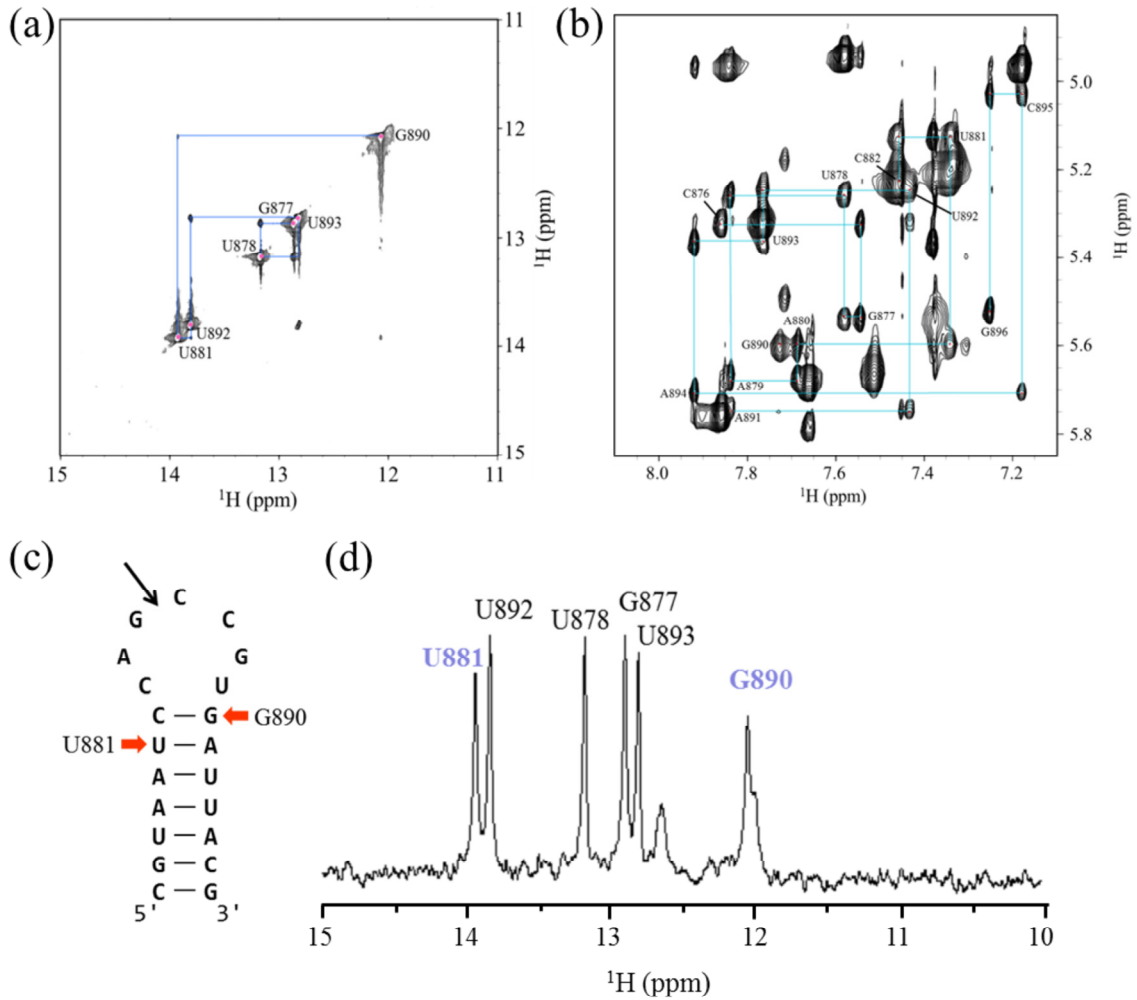 (a)
11
12
13
14
15
15
14
13
12
11
¹H (ppm)
¹H (ppm)
G890
G877
U893
U878
U892
U881
(b)
5.0
5.2
5.4
5.6
5.8
8.0
7.8
7.6
7.4
7.2
¹H (ppm)
¹H (ppm)
C895
U881
C882
U878
U892
C876
U893
A880
G877
G890
G896
A879
A894
A891
(c)
C
G
C
A
G
C
U
C — G
G890
U881
U — A
A — U
A — U
U — A
G — C
C — G
5'
3'
(d)
U892
U881
U878
G877
U893
G890
15
14
13
12
11
10
¹H (ppm)